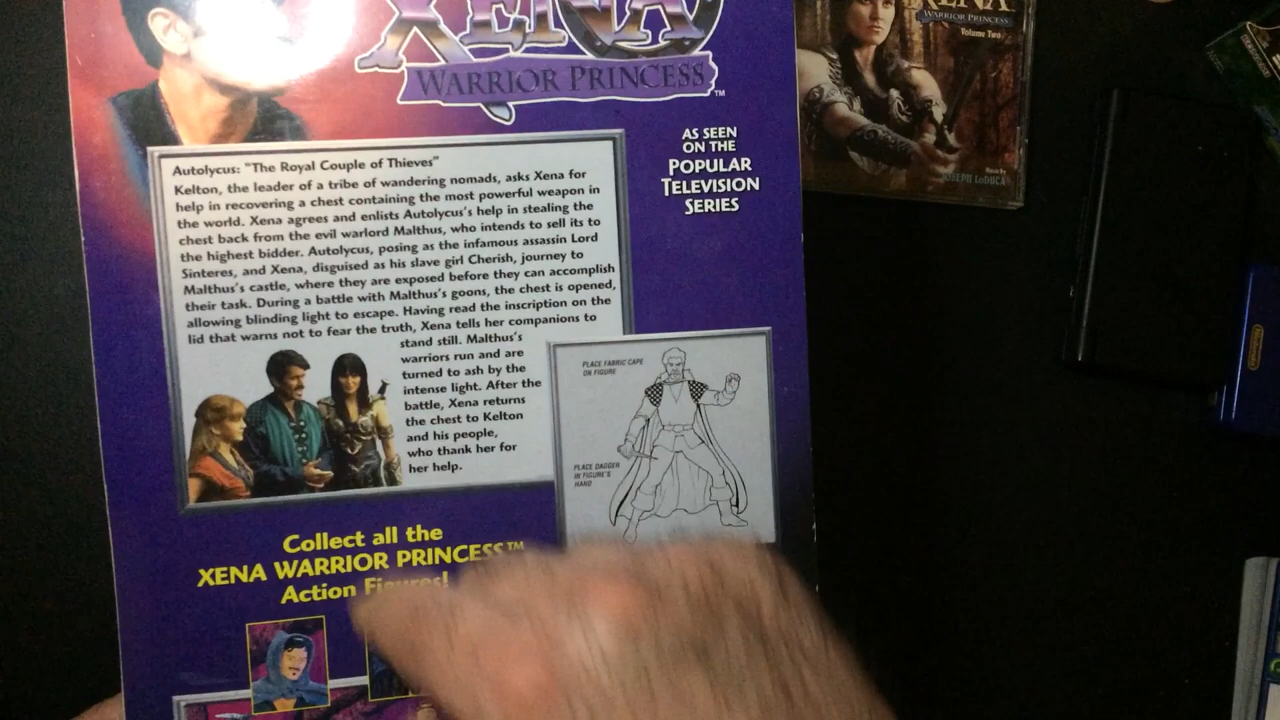 XENA
WARRIOR PRINCESS™
AS SEEN
ON THE
POPULAR
TELEVISION
SERIES
Autolycus: "The Royal Couple of Thieves"
Kelton, the leader of a tribe of wandering nomads, asks Xena for
help in recovering a chest containing the most powerful weapon in
the world. Xena agrees and enlists Autolycus's help in stealing the
chest back from the evil warlord Malthus, who intends to sell its to
the highest bidder. Autolycus, posing as the infamous assassin Lord
Sinteres, and Xena, disguised as his slave girl Cherish, journey to
Malthus's castle, where they are exposed before they can accomplish
their task. During a battle with Malthus's goons, the chest is opened,
allowing blinding light to escape. Having read the inscription on the
lid that warns not to fear the truth, Xena tells her companions to
stand still. Malthus's
warriors run and are
turned to ash by the
intense light. After the
battle, Xena returns
the chest to Kelton
and his people,
who thank her for
her help.
PLACE FABRIC CAPE
ON FIGURE
PLACE DAGGER
IN FIGURE'S
HAND
Collect all the
XENA WARRIOR PRINCESS™
Action Figures!
XENA
WARRIOR PRINCESS
Volume Two
Music by
JOSEPH LODUCA
Nintendo